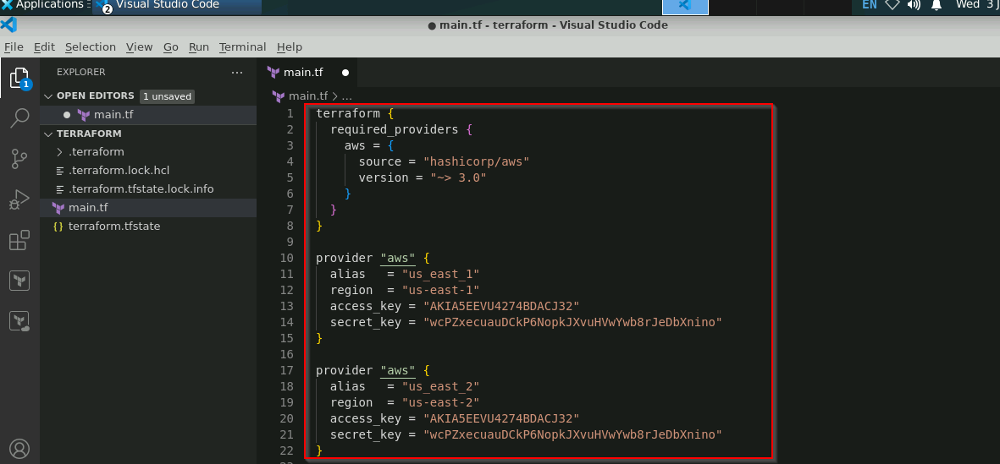 Applications
2
Visual Studio Code
EN
Wed 3 J
● main.tf - terraform - Visual Studio Code
File Edit Selection View Go Run Terminal Help
1
EXPLORER ...
OPEN EDITORS 1 unsaved
main.tf
TERRAFORM
.terraform
.terraform.lock.hcl
.terraform.tfstate.lock.info
main.tf
{} terraform.tfstate
main.tf ●
main.tf > ...
1 terraform {
2 required_providers {
3 aws = {
4 source = "hashicorp/aws"
5 version = "~> 3.0"
6 }
7 }
8 }
9
10 provider "aws" {
11 alias = "us_east_1"
12 region = "us-east-1"
13 access_key = "AKIA5EEVU4274BDACJ32"
14 secret_key = "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"
15 }
16
17 provider "aws" {
18 alias = "us_east_2"
19 region = "us-east-2"
20 access_key = "AKIA5EEVU4274BDACJ32"
21 secret_key = "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"
22 }